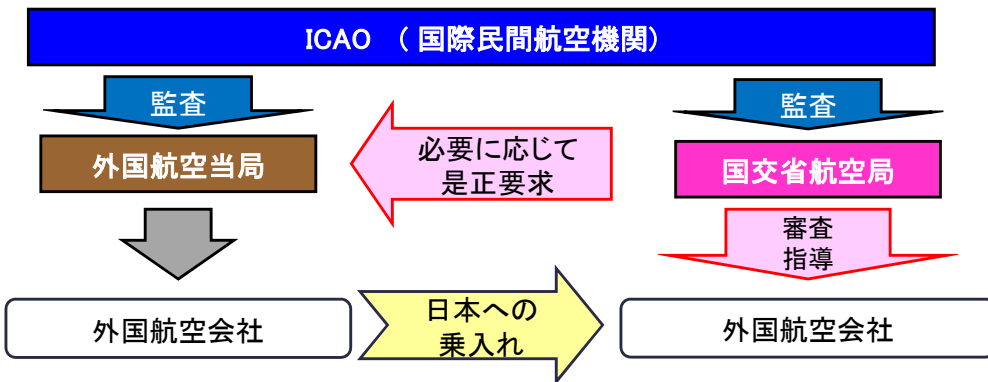 ICAO （ 国際民間航空機関）
監査
監査
外国航空当局
必要に応じて
是正要求
国交省航空局
審査
指導
外国航空会社
日本への
乗入れ
外国航空会社